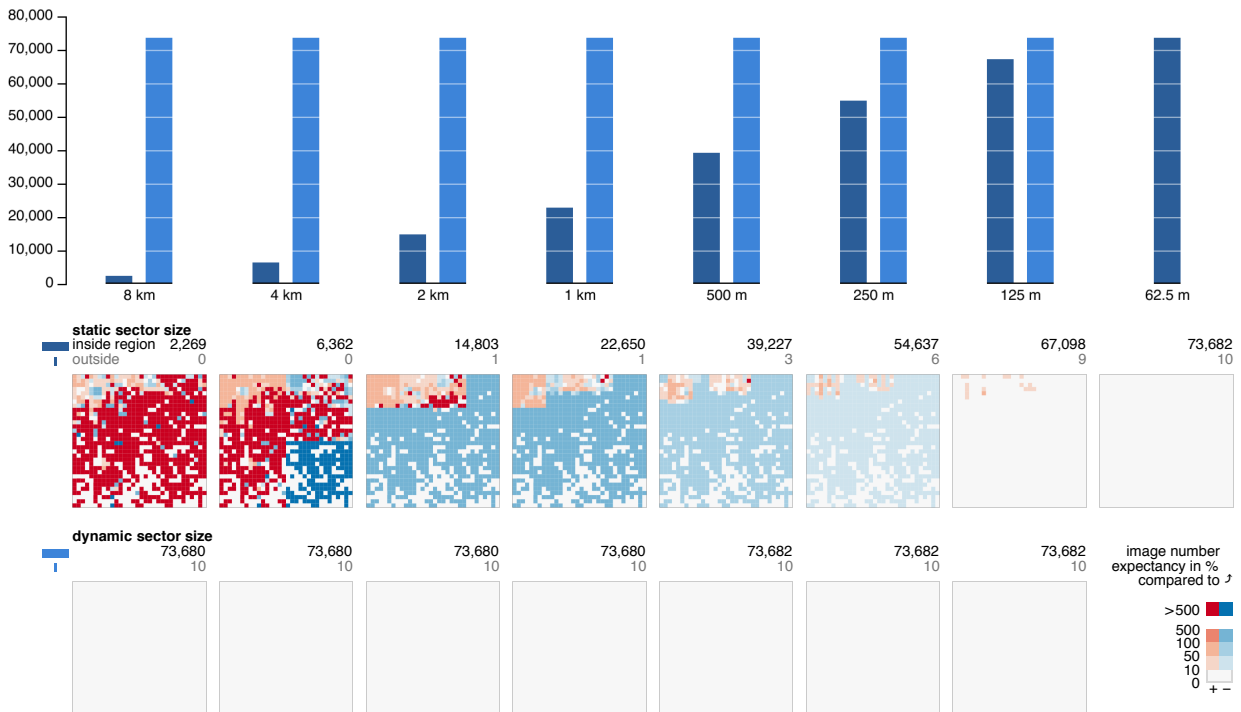 80,000
70,000
60,000
50,000
40,000
30,000
20,000
10,000
0
8 km 4 km 2 km 1 km 500 m 250 m 125 m 62.5 m
static sector size
inside region 2,269 6,362 14,803 22,650 39,227 54,637 67,098 73,682
outside 0 0 1 1 3 6 9 10
dynamic sector size
73,680 73,680 73,680 73,680 73,682 73,682 73,682
10 10 10 10 10 10 10
image number
expectancy in %
compared to ⤴
>500
500
100
50
10
0
+ −